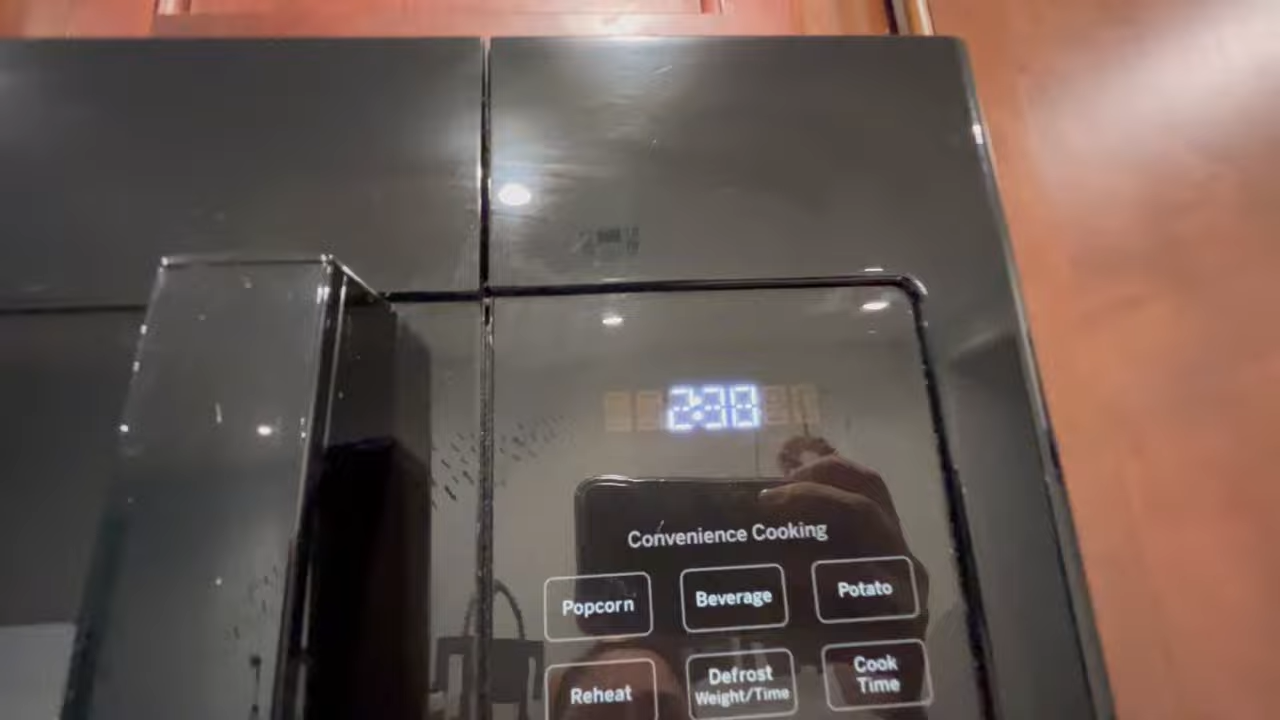 2:38
Convenience Cooking
Popcorn
Beverage
Potato
Reheat
Defrost
Weight/Time
Cook
Time